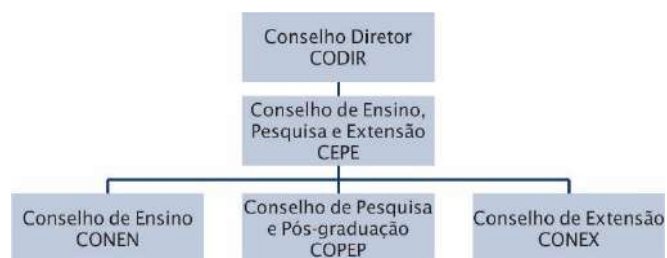 Conselho Diretor
CODIR
Conselho de Ensino,
Pesquisa e Extensão
CEPE
Conselho de Ensino
CONEN
Conselho de Pesquisa
e Pós-graduação
COPEP
Conselho de Extensão
CONEX